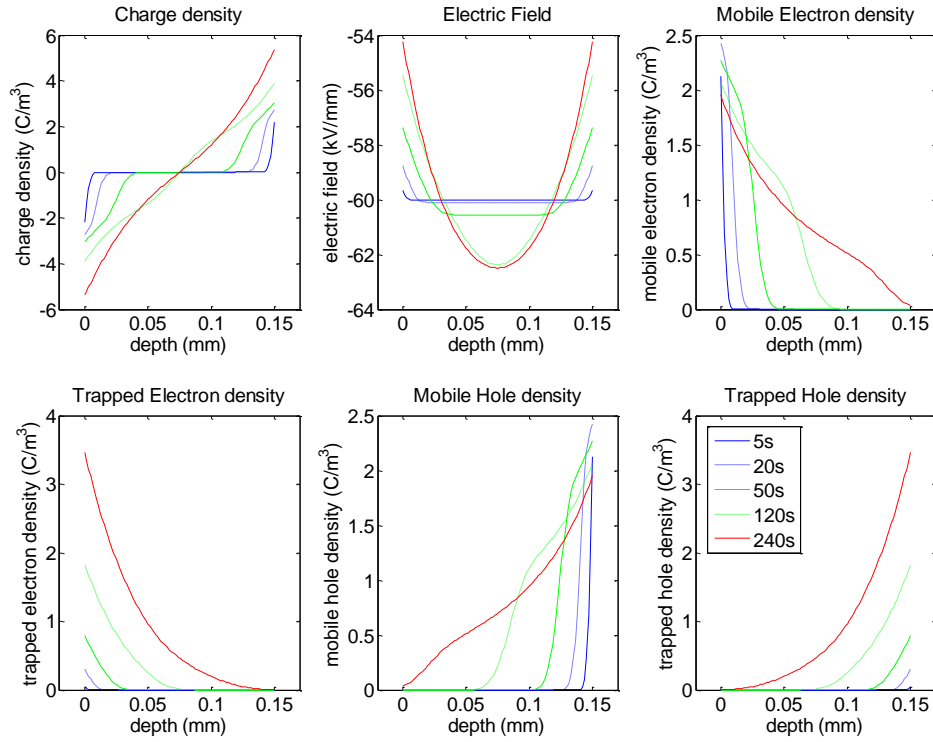 Charge density
charge density (C/m³)
6
4
2
0
-2
-4
-6
0 0.05 0.1 0.15
depth (mm)
Electric Field
electric field (kV/mm)
-54
-56
-58
-60
-62
-64
0 0.05 0.1 0.15
depth (mm)
Mobile Electron density
mobile electron density (C/m³)
2.5
2
1.5
1
0.5
0
0 0.05 0.1 0.15
depth (mm)
Trapped Electron density
trapped electron density (C/m³)
4
3
2
1
0
0 0.05 0.1 0.15
depth (mm)
Mobile Hole density
mobile hole density (C/m³)
2.5
2
1.5
1
0.5
0
0 0.05 0.1 0.15
depth (mm)
Trapped Hole density
trapped hole density (C/m³)
4
3
2
1
0
5s
20s
50s
120s
240s
0 0.05 0.1 0.15
depth (mm)